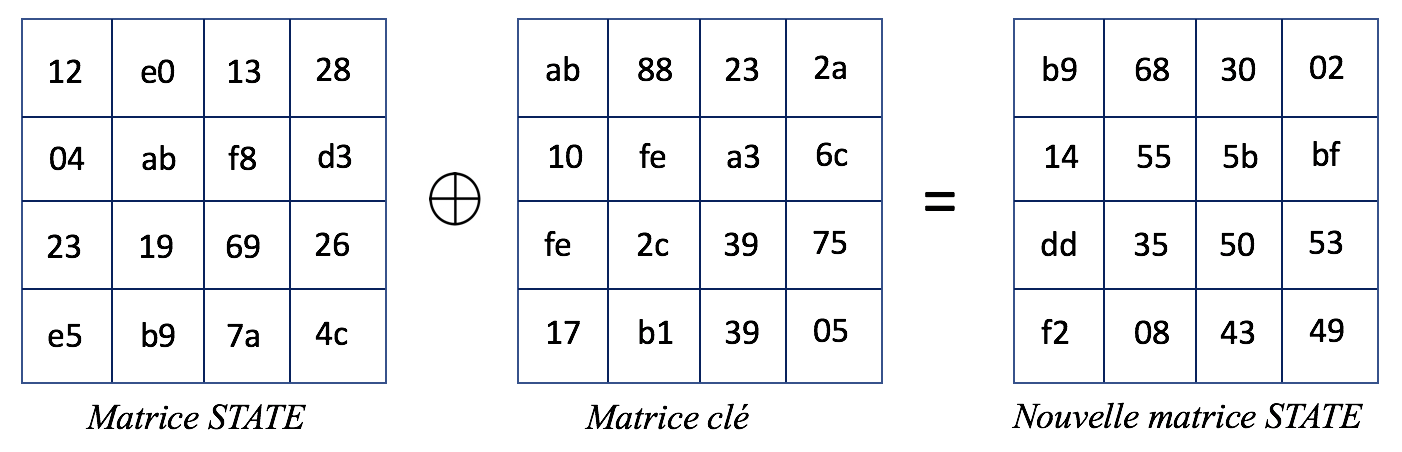 12 e0 13 28 ab 88 23 2a b9 68 30 02
04 ab f8 d3 10 fe a3 6c 14 55 5b bf
⊕ =
23 19 69 26 fe 2c 39 75 dd 35 50 53
e5 b9 7a 4c 17 b1 39 05 f2 08 43 49
Matrice STATE Matrice clé Nouvelle matrice STATE